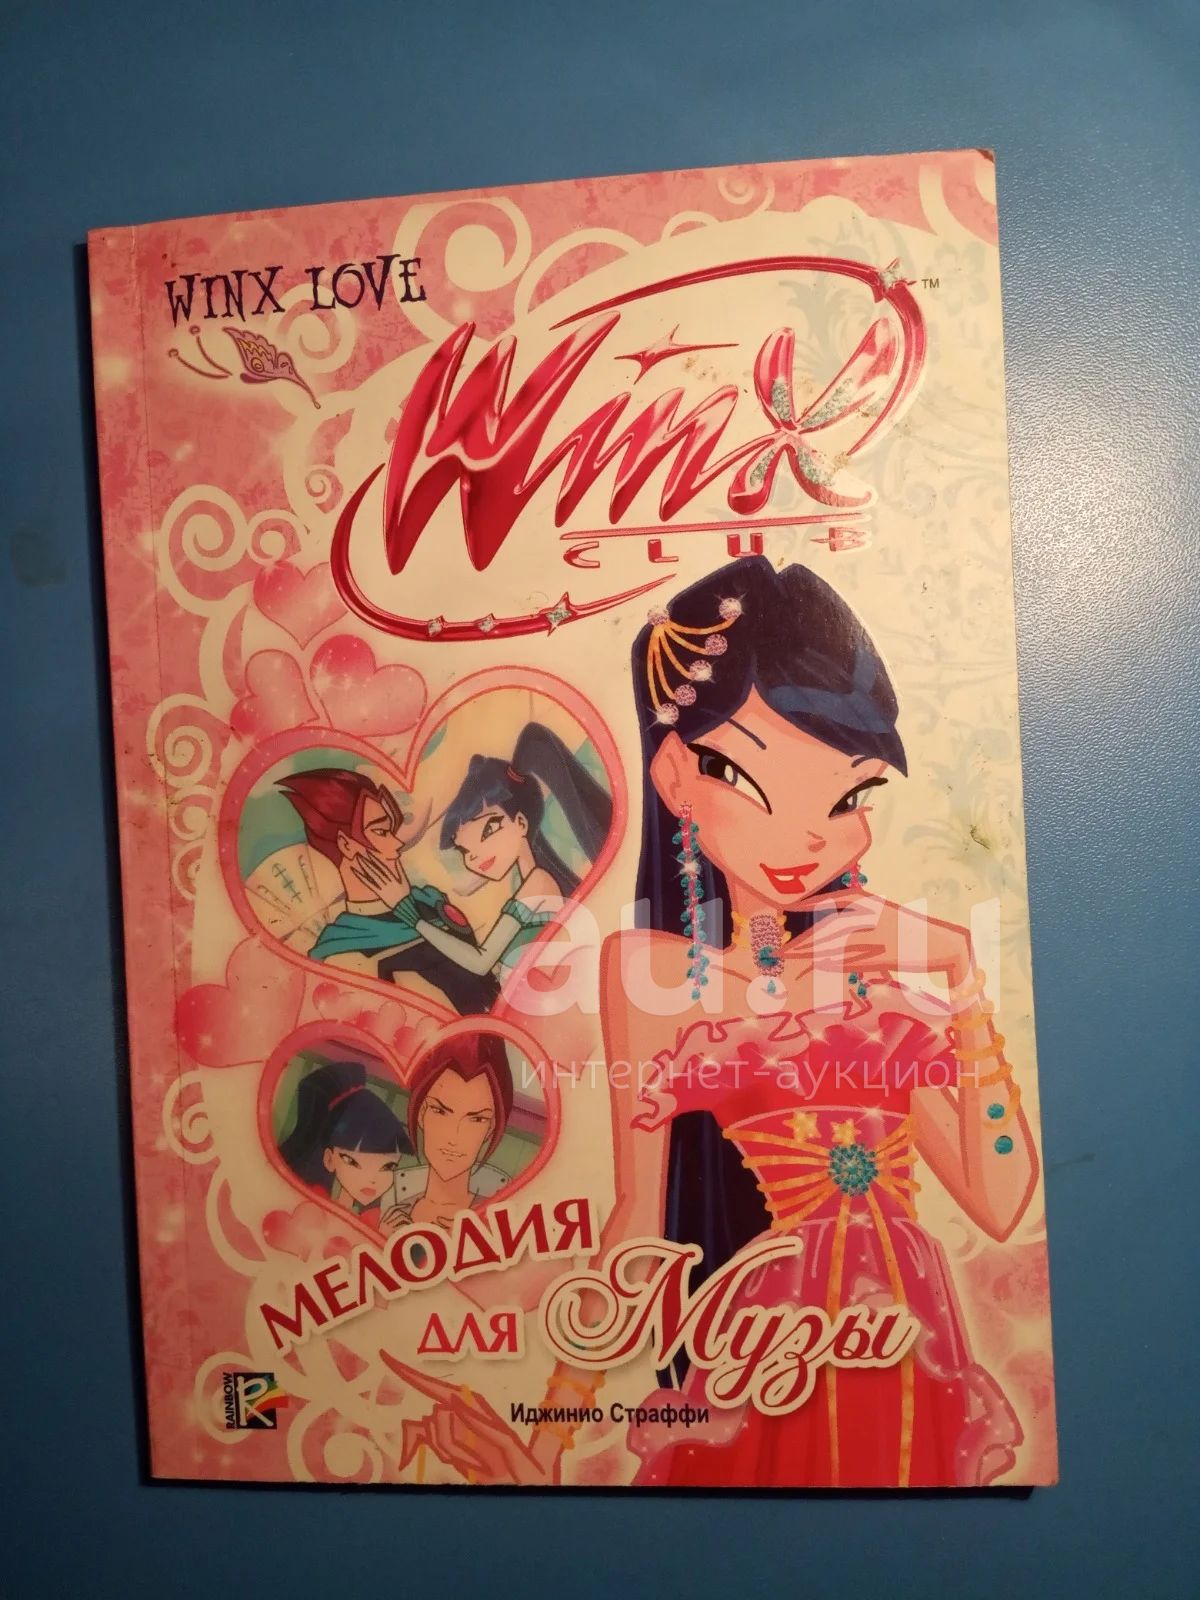 WINX LOVE
Winx
TM
CLUB
au.ru
интернет-аукцион
МЕЛОДИЯ
ДЛЯ Музы
Иджинио Страффи
RAINBOW
R